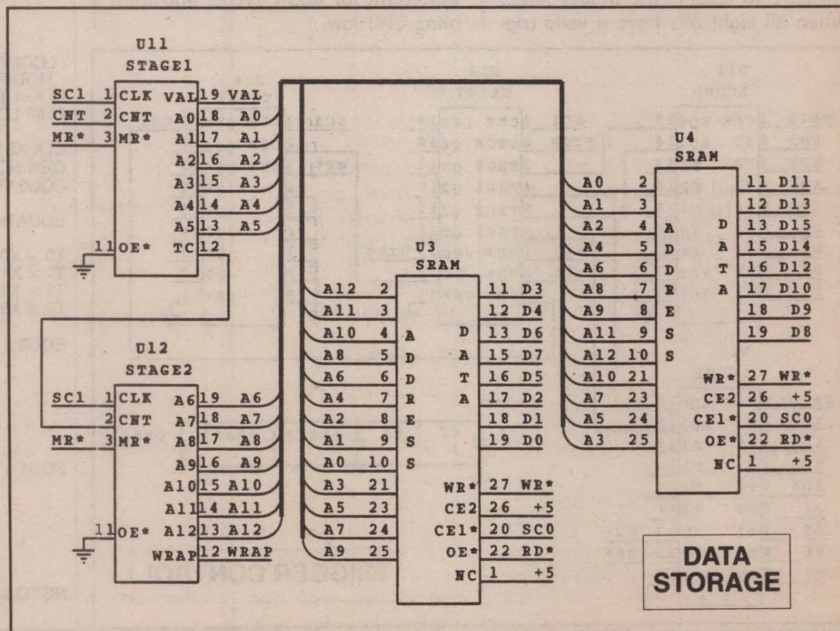 when all eight bits have a valid trig-
bring CNT low.
U11
STAGE1
SC1 1 CLK VAL 19 VAL
CNT 2 CNT A0 18 A0
MR* 3 MR* A1 17 A1
A2 16 A2
A3 15 A3
A4 14 A4
A5 13 A5
11 OE* TC 12
U12
STAGE2
SC1 1 CLK A6 19 A6
2 CNT A7 18 A7
MR* 3 MR* A8 17 A8
A9 16 A9
A10 15 A10
A11 14 A11
11 OE* A12 13 A12
WRAP 12 WRAP
U3
SRAM
A12 2 11 D3
A11 3 12 D4
A10 4 A D 13 D6
A8 5 D A 15 D7
A6 6 D T 16 D5
A4 7 R A 17 D2
A2 8 E 18 D1
A1 9 S 19 D0
A0 10 S
A3 21 WR* 27 WR*
A5 23 CE2 26 +5
A7 24 CE1* 20 SC0
A9 25 OE* 22 RD*
NC 1 +5
U4
SRAM
A0 2 11 D11
A1 3 12 D13
A2 4 A D 13 D15
A4 5 D A 15 D14
A6 6 D T 16 D12
A8 7 R A 17 D10
A9 8 E 18 D9
A11 9 S 19 D8
A12 10 S
A10 21 WR* 27 WR*
A7 23 CE2 26 +5
A5 24 CE1* 20 SC0
A3 25 OE* 22 RD*
NC 1 +5
DATA
STORAGE